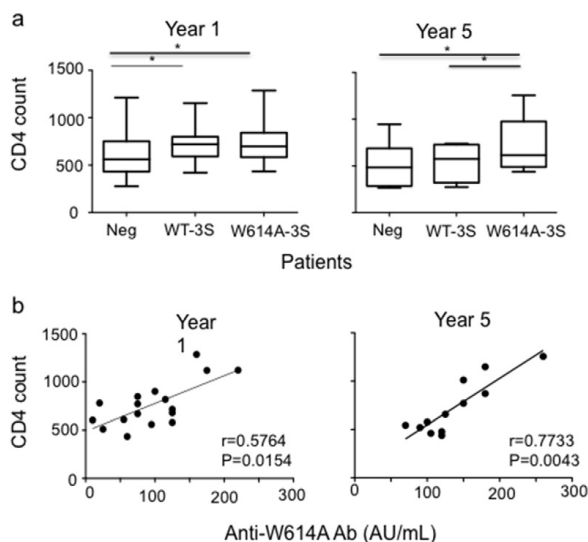 a
Year 1
Year 5
*
*
*
*
CD4 count
1500
1000
500
0
Neg
WT-3S
W614A-3S
Neg
WT-3S
W614A-3S
Patients
b
Year
1
Year 5
CD4 count
1500
1000
500
0
r=0.5764
P=0.0154
r=0.7733
P=0.0043
0
100
200
300
0
100
200
300
Anti-W614A Ab (AU/mL)